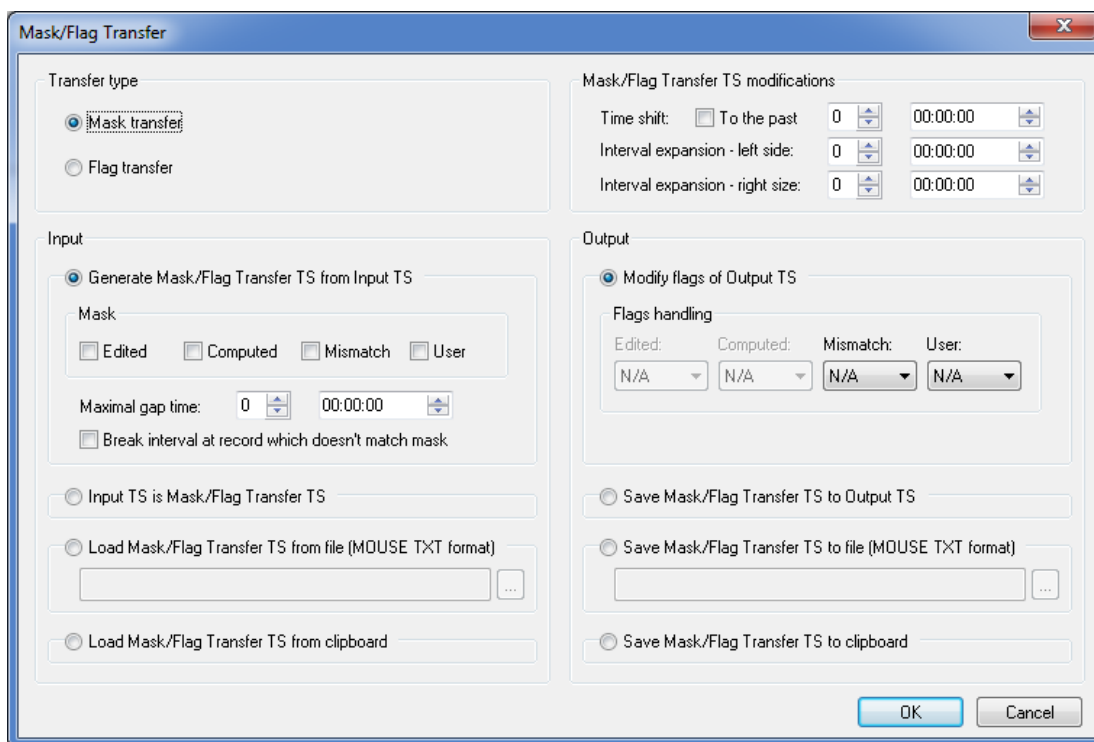 Mask/Flag Transfer
Transfer type
Mask transfer
Flag transfer
Mask/Flag Transfer TS modifications
Time shift: To the past 0 00:00:00
Interval expansion - left side: 0 00:00:00
Interval expansion - right size: 0 00:00:00
Input
Generate Mask/Flag Transfer TS from Input TS
Mask
Edited Computed Mismatch User
Maximal gap time: 0 00:00:00
Break interval at record which doesn't match mask
Input TS is Mask/Flag Transfer TS
Load Mask/Flag Transfer TS from file (MOUSE TXT format)
...
Load Mask/Flag Transfer TS from clipboard
Output
Modify flags of Output TS
Flags handling
Edited: Computed: Mismatch: User:
N/A N/A N/A N/A
Save Mask/Flag Transfer TS to Output TS
Save Mask/Flag Transfer TS to file (MOUSE TXT format)
...
Save Mask/Flag Transfer TS to clipboard
OK Cancel